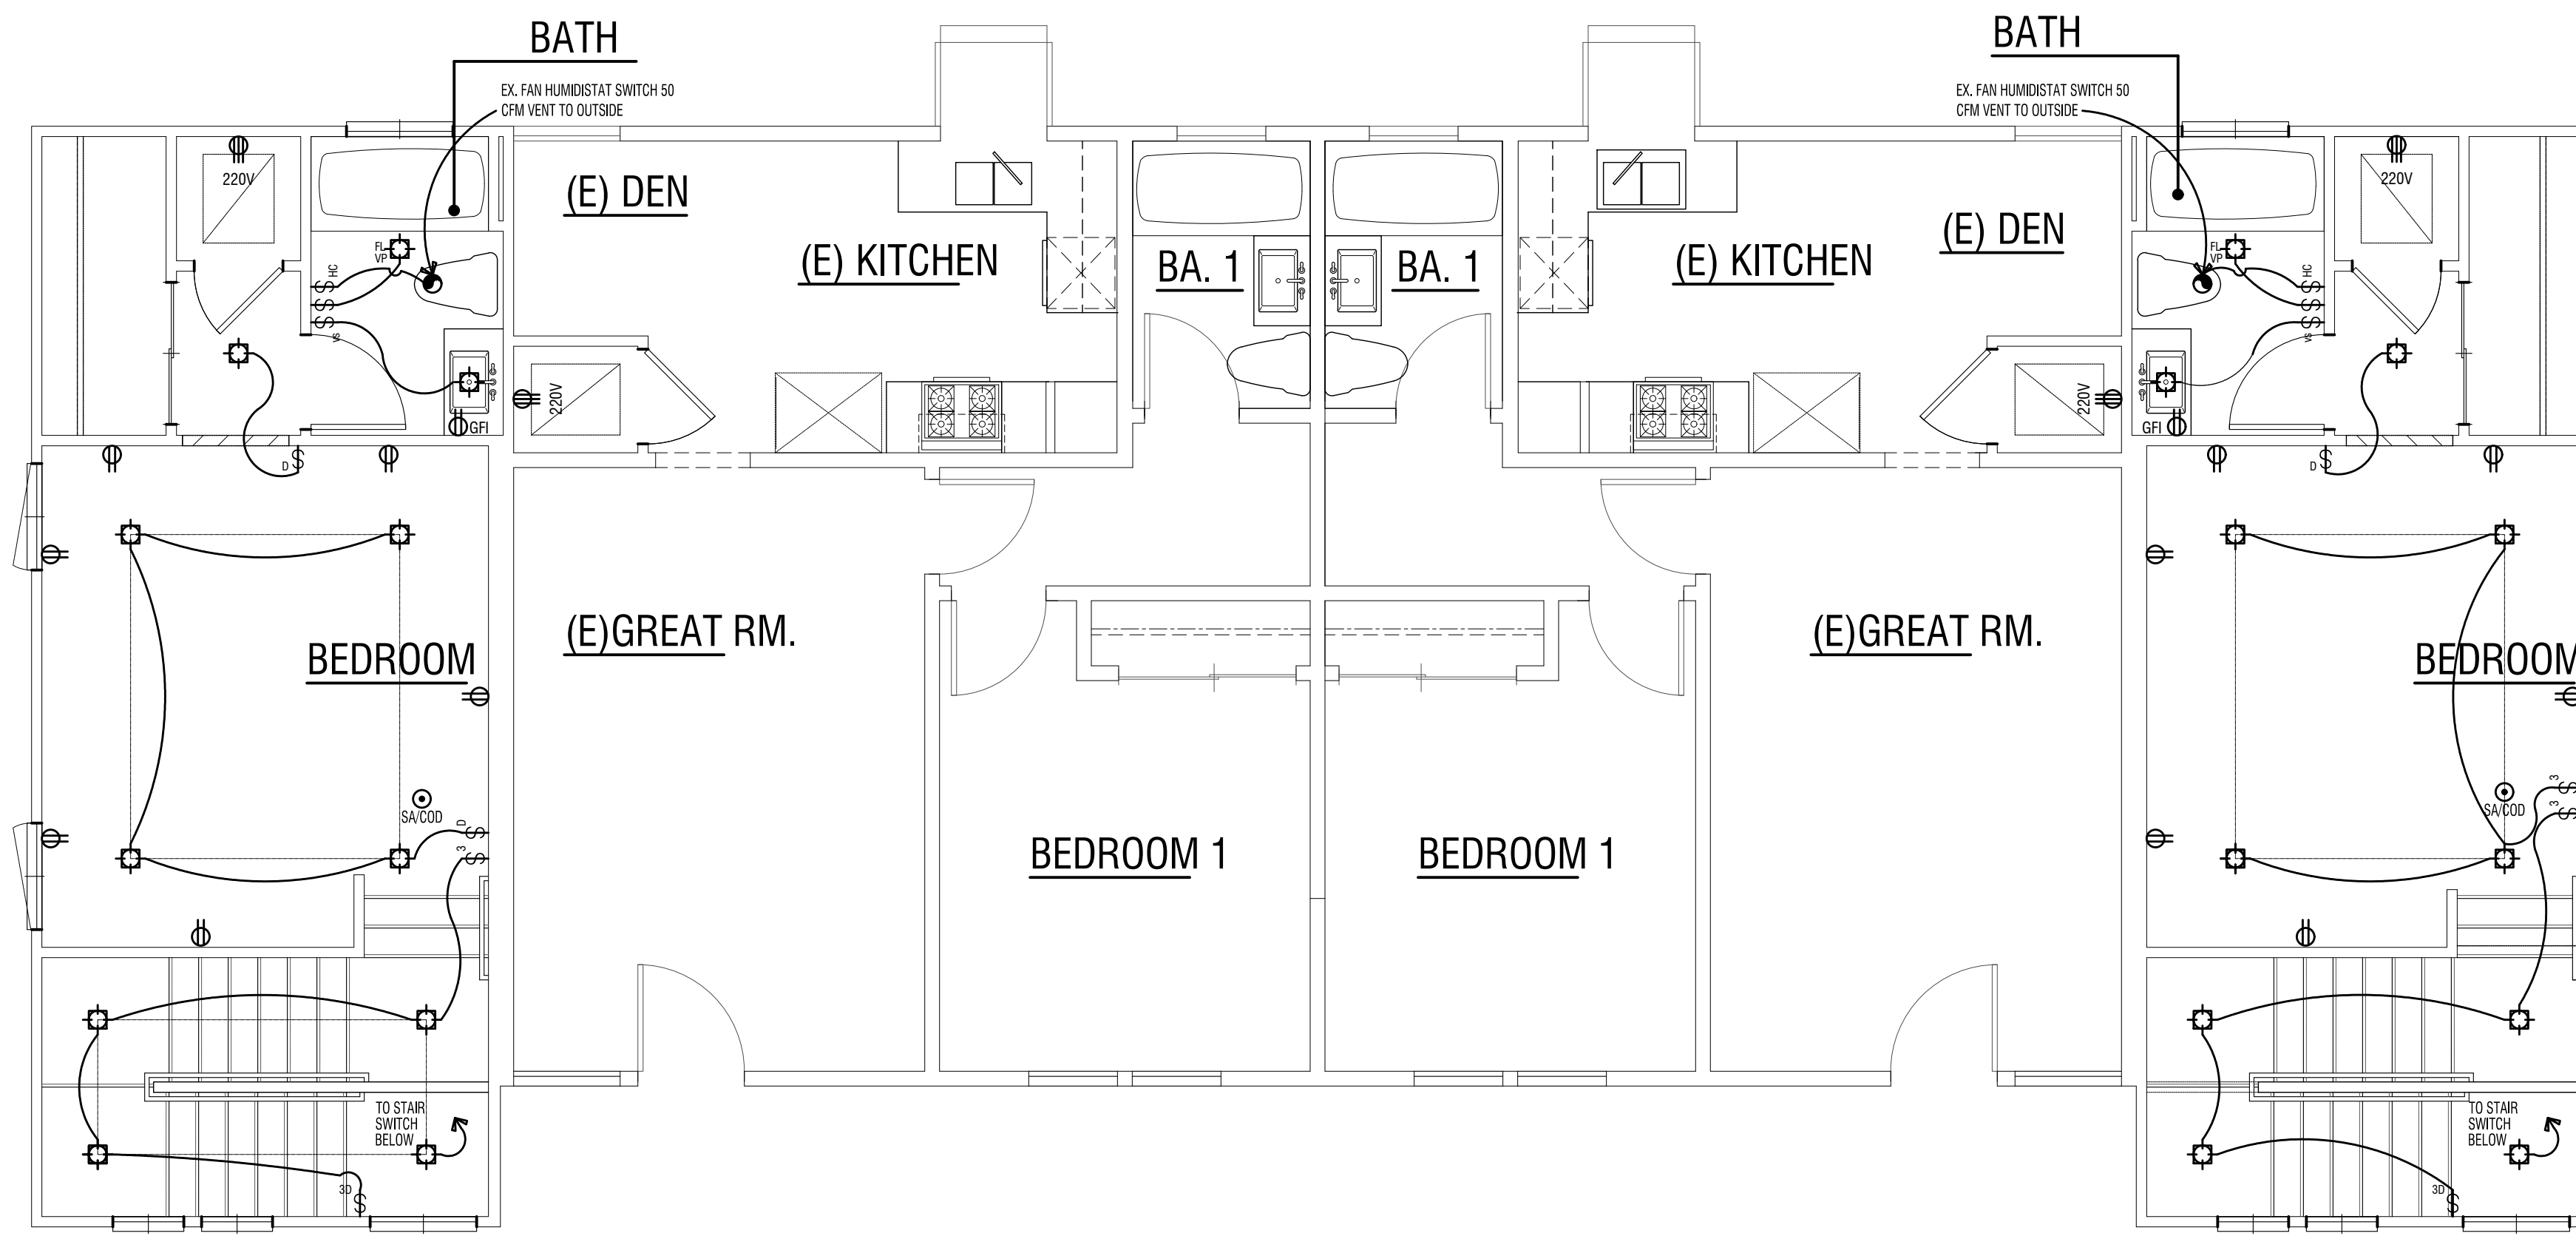 BATH
EX. FAN HUMIDISTAT SWITCH 50
CFM VENT TO OUTSIDE
220V
FL
VP
HC
VS
GFI
D
(E) DEN
(E) KITCHEN
220V
BA. 1
(E)GREAT RM.
BEDROOM
SA/COD
D
3
BEDROOM 1
TO STAIR
SWITCH
BELOW
3D
BATH
EX. FAN HUMIDISTAT SWITCH 50
CFM VENT TO OUTSIDE
BA. 1
(E) KITCHEN
(E) DEN
220V
FL
VP
HC
VS
GFI
220V
D
(E)GREAT RM.
BEDROOM 1
BEDROOM
SA/COD
3
3
TO STAIR
SWITCH
BELOW
3D